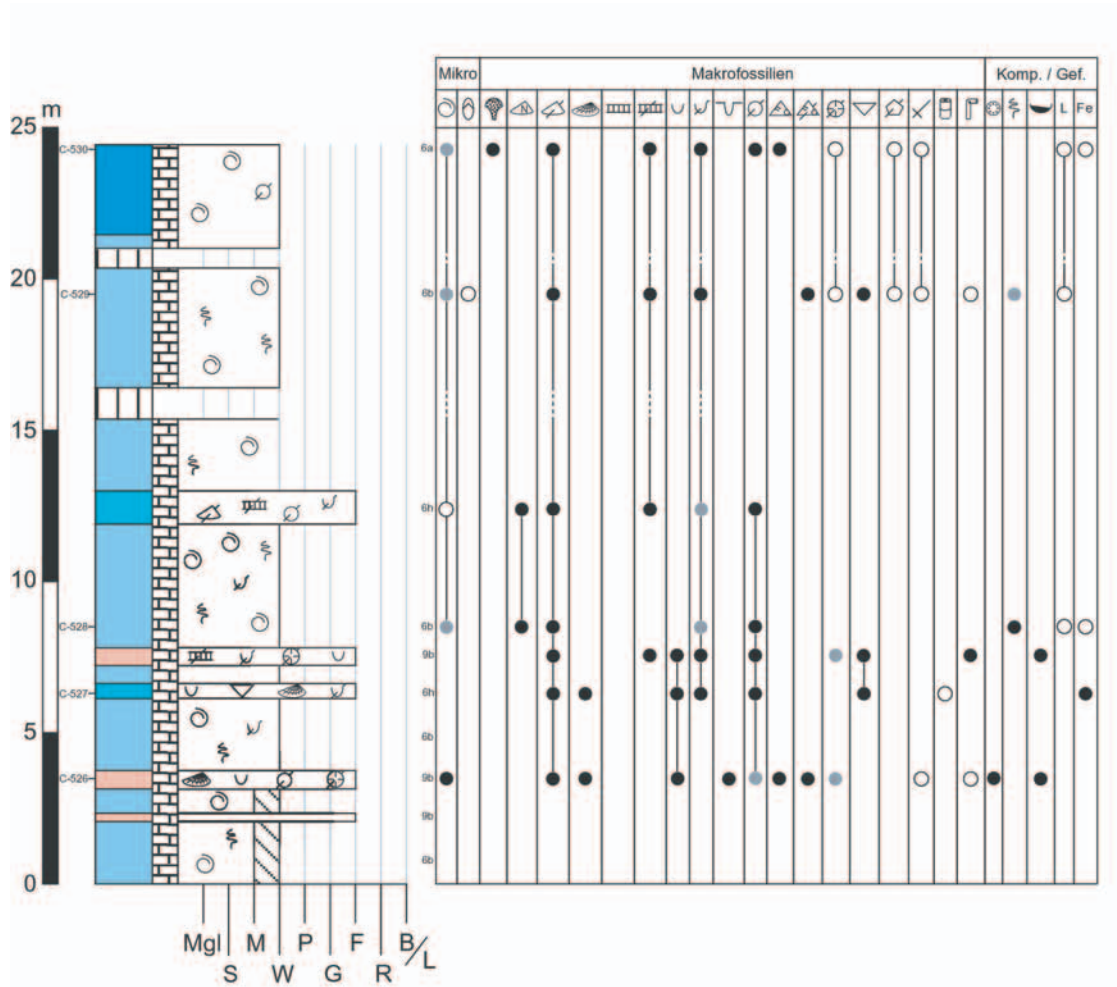 Mikro Makrofossilien Komp. / Gef.
m
N L Fe
25
C-530 6a
20
C-529 6b
15
6h
10
C-528 6b
9b
C-527 6h
5 6b
C-526 9b
9b
6b
0
Mgl M P F B/L
S W G R